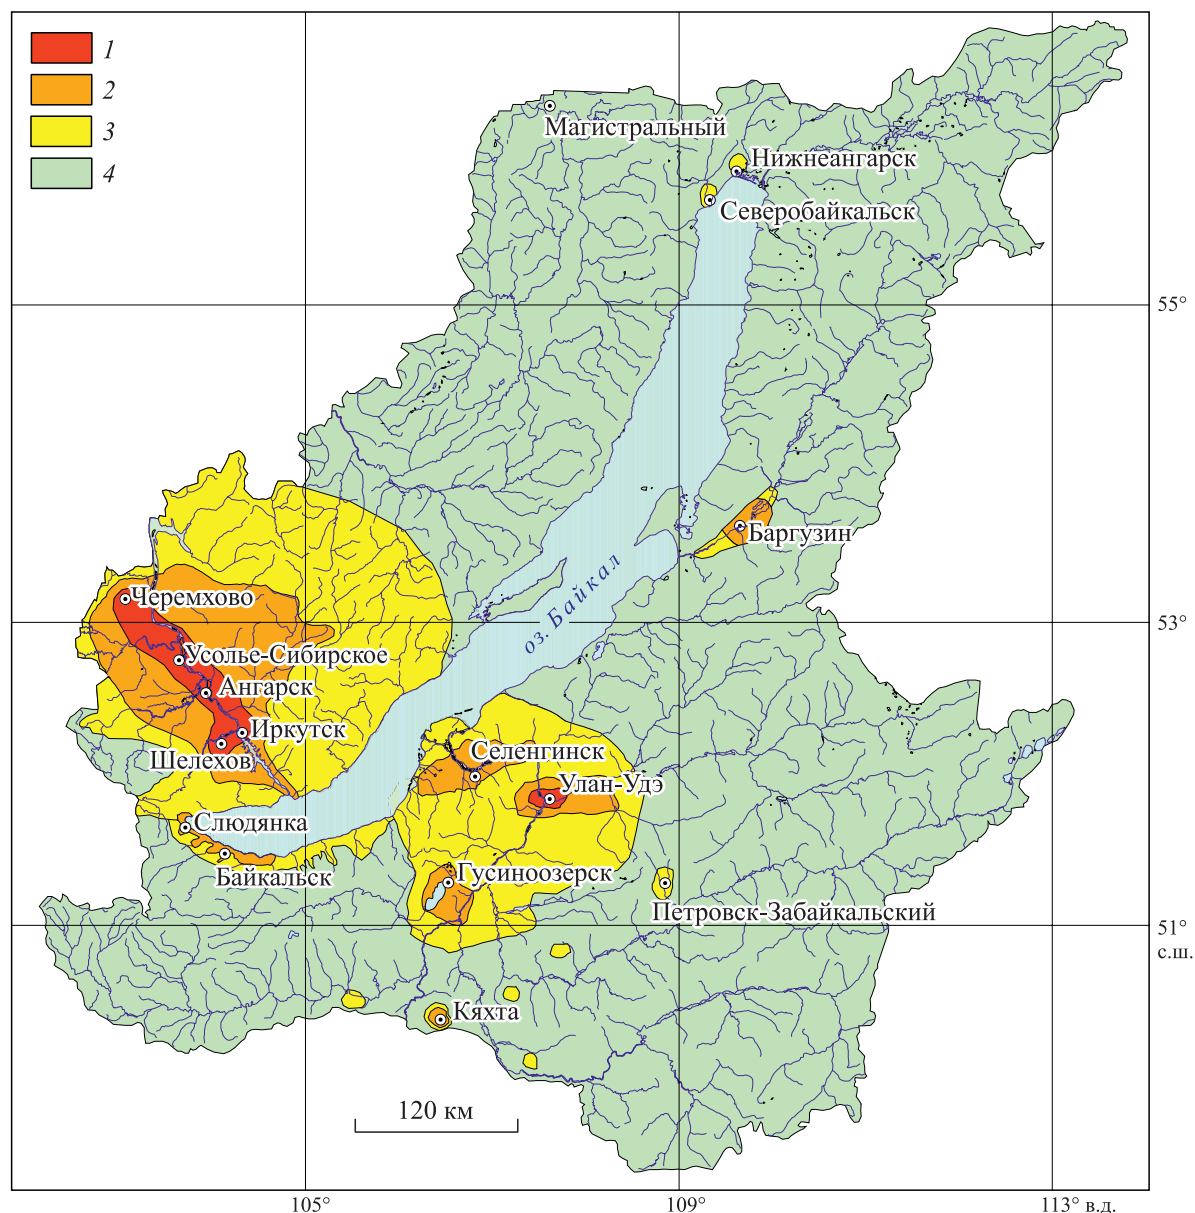 1
2
3
4
Магистральный
Нижнеангарск
Северобайкальск
55°
Баргузин
оз. Байкал
Черемхово
53°
Усолье-Сибирское
Ангарск
Иркутск
Шелехов
Селенгинск
Улан-Удэ
Слюдянка
Байкальск
Гусиноозерск
Петровск-Забайкальский
51°
с.ш.
Кяхта
120 км
105°
109°
113° в.д.